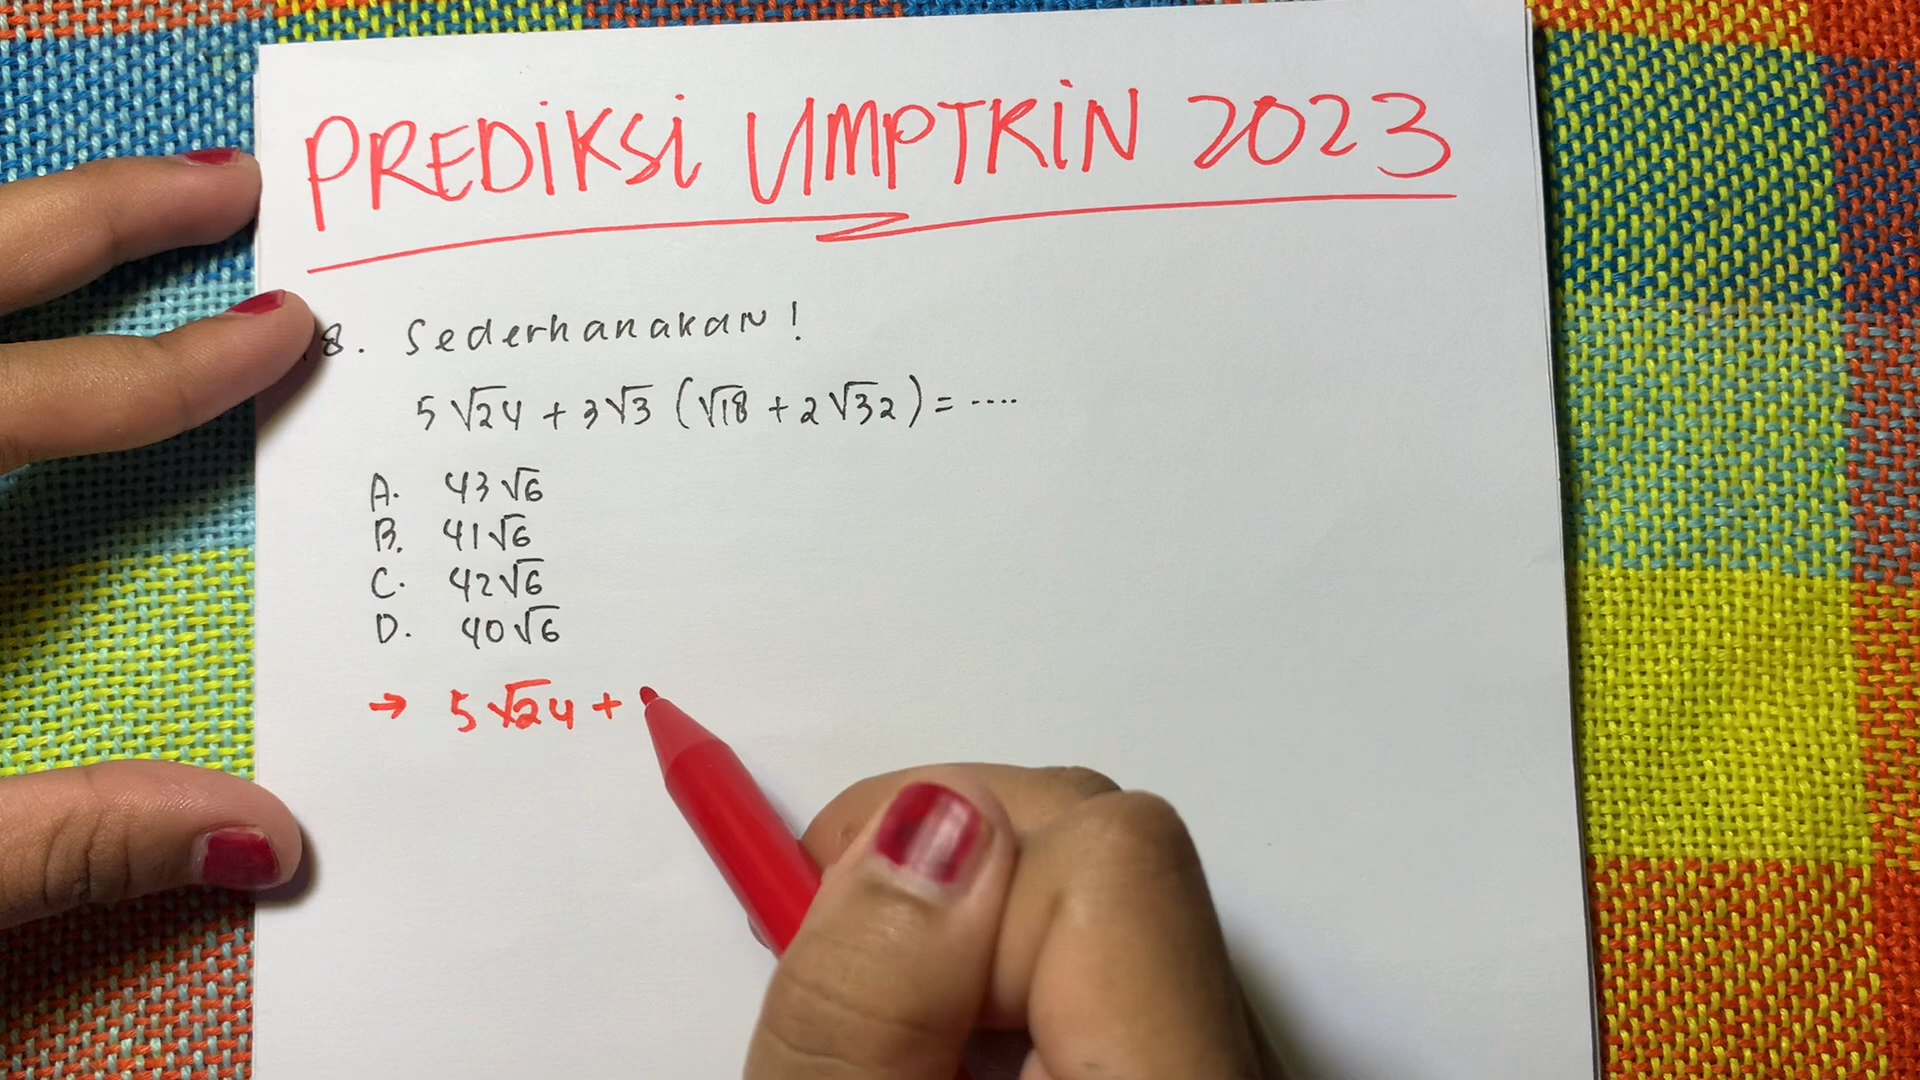 PREDIKSI UMPTKIN 2023
8. Sederhanakan!
5√24 + 3√3 (√18 + 2√32) = ....
A. 43√6
B. 41√6
C. 42√6
D. 40√6
→ 5√24 +